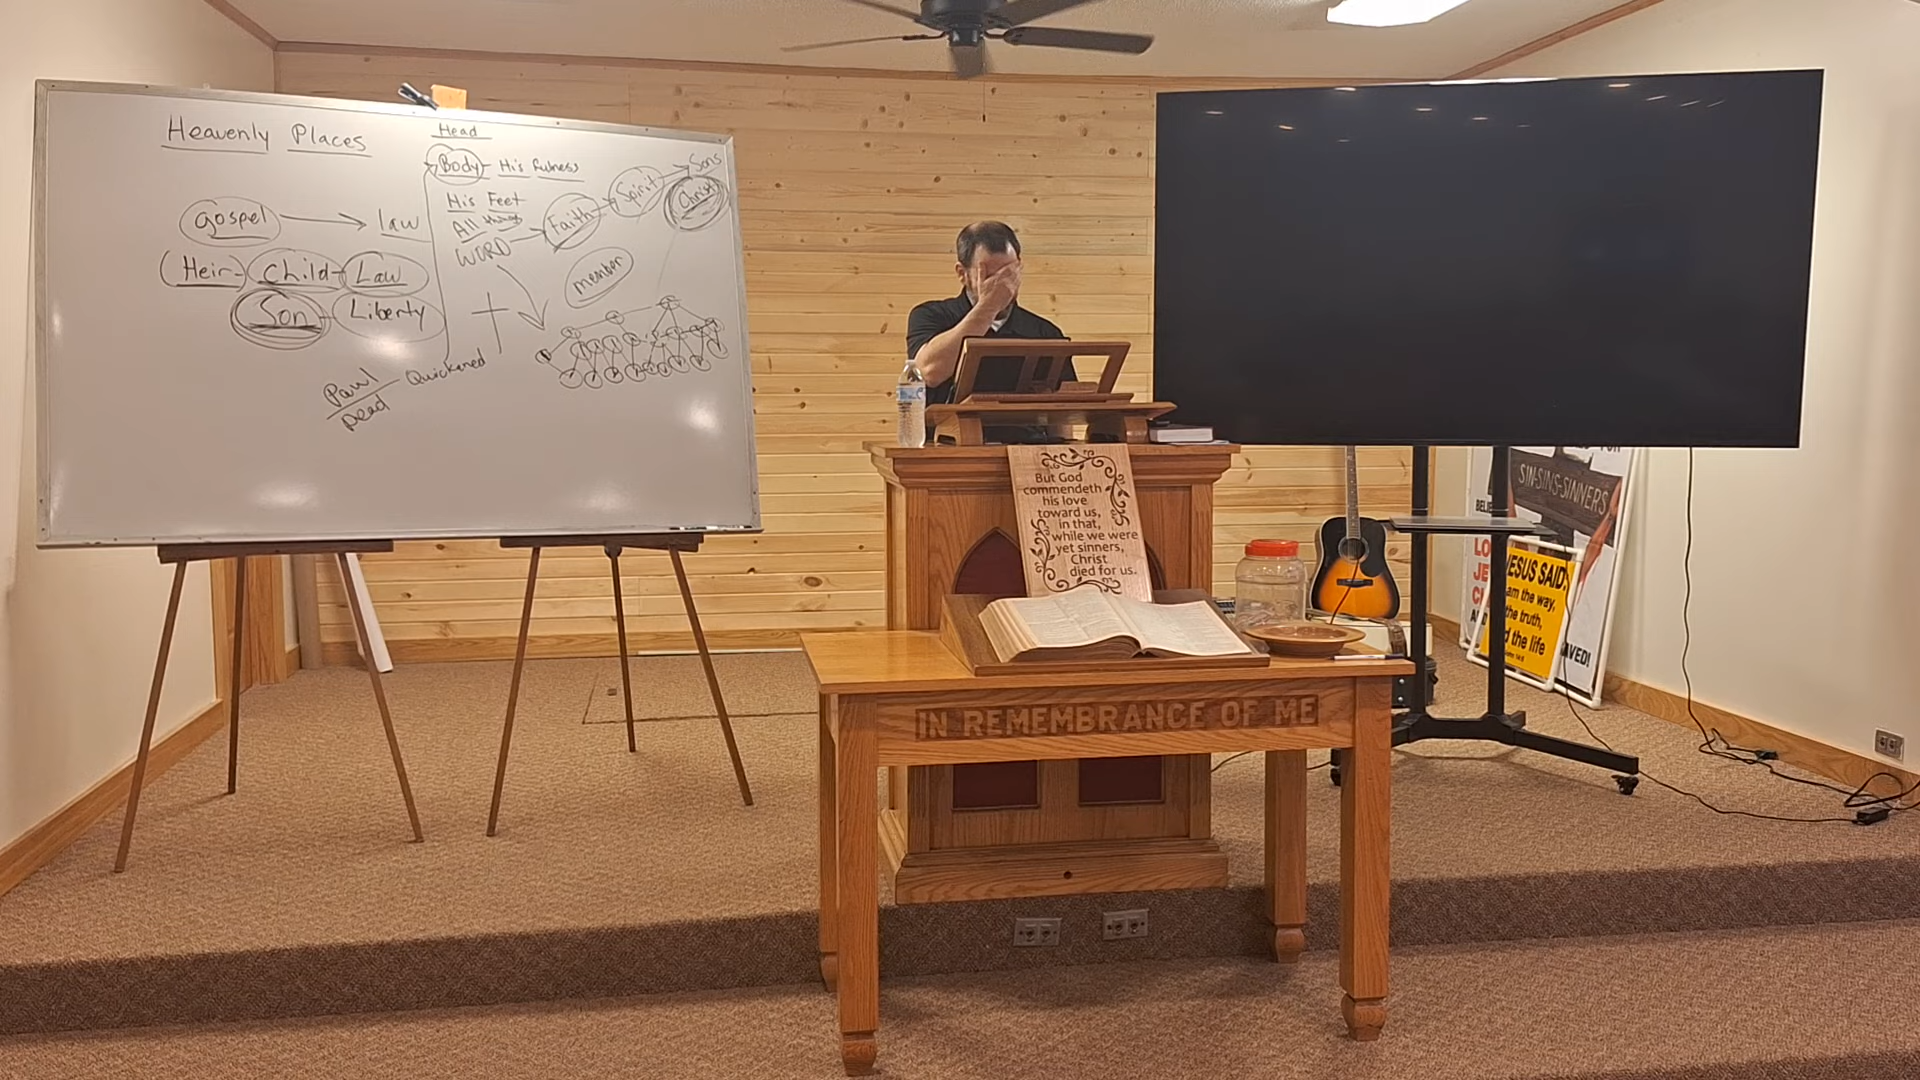 Heavenly Places
gospel law
(Heir- Child- Law
Son - Liberty
Paul Quickened
Dead
Head
Body - His fulness
His Feet
All things
WORD Faith Spirit Sons
Christ
member
But God
commendeth
his love
toward us,
in that,
while we were
yet sinners,
Christ
died for us.
IN REMEMBRANCE OF ME
SIN-SINS-SINNERS
JESUS SAID,
am the way,
the truth,
d the life
VED!